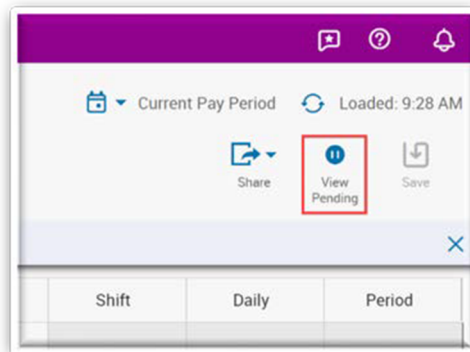 Current Pay Period Loaded: 9:28 AM
Share View Pending Save
Shift Daily Period